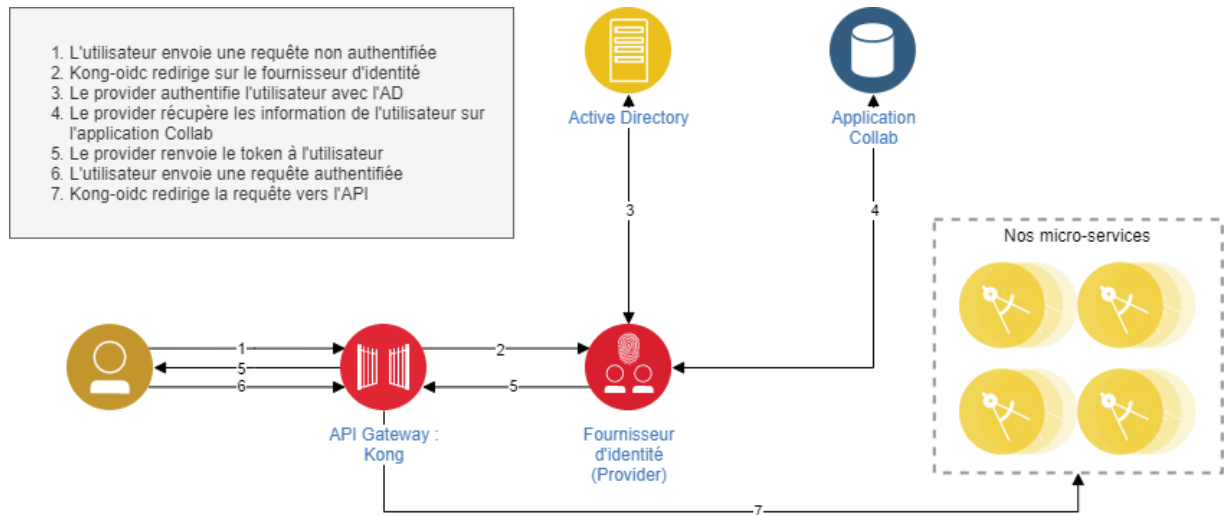 1. L'utilisateur envoie une requête non authentifiée
2. Kong-oidc redirige sur le fournisseur d'identité
3. Le provider authentifie l'utilisateur avec l'AD
4. Le provider récupère les information de l'utilisateur sur
l'application Collab
5. Le provider renvoie le token à l'utilisateur
6. L'utilisateur envoie une requête authentifiée
7. Kong-oidc redirige la requête vers l'API
Active Directory
Application
Collab
3
4
Nos micro-services
1
2
5
5
6
API Gateway :
Kong
Fournisseur
d'identité
(Provider)
7